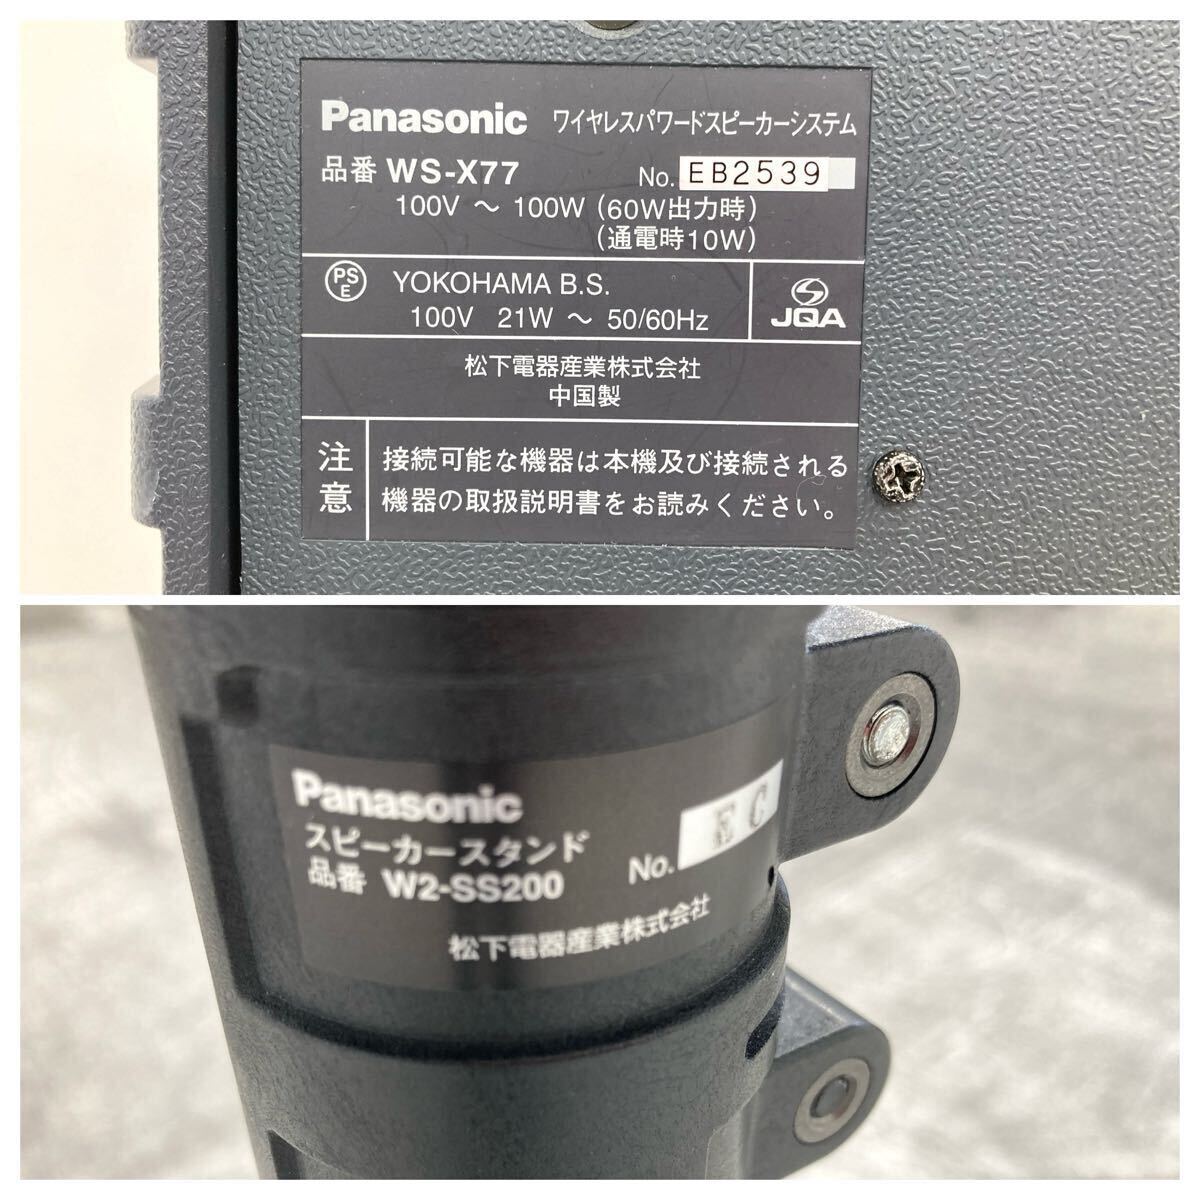 Panasonic ワイヤレスパワードスピーカーシステム
品番 WS-X77 No. EB2539
100V ～ 100W (60W出力時)
(通電時10W)
PS E YOKOHAMA B.S.
100V 21W ～ 50/60Hz
JQA
松下電器産業株式会社
中国製
注意
接続可能な機器は本機及び接続される
機器の取扱説明書をお読みください。
Panasonic
スピーカースタンド
品番 W2-SS200 No. EC
松下電器産業株式会社